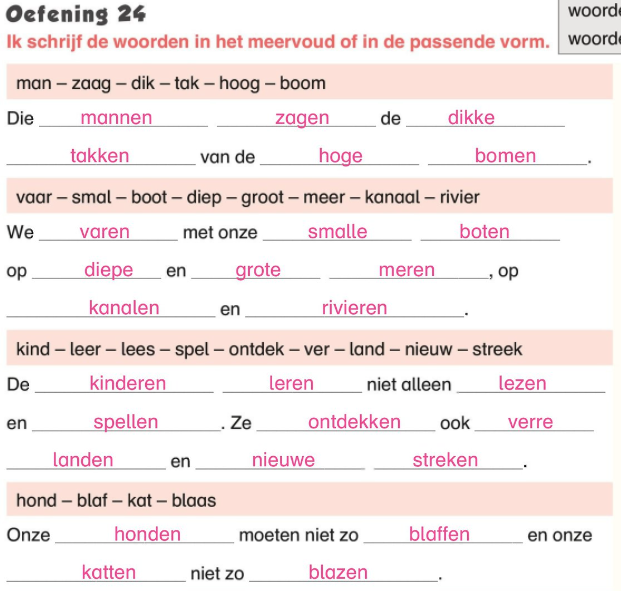 Oefening 24
Ik schrijf de woorden in het meervoud of in de passende vorm.
man – zaag – dik – tak – hoog – boom
Die mannen zagen de dikke
takken van de hoge bomen.
vaar – smal – boot – diep – groot – meer – kanaal – rivier
We varen met onze smalle boten
op diepe en grote meren, op
kanalen en rivieren.
kind – leer – lees – spel – ontdek – ver – land – nieuw – streek
De kinderen leren niet alleen lezen
en spellen. Ze ontdekken ook verre
landen en nieuwe streken.
hond – blaf – kat – blaas
Onze honden moeten niet zo blaffen en onze
katten niet zo blazen.